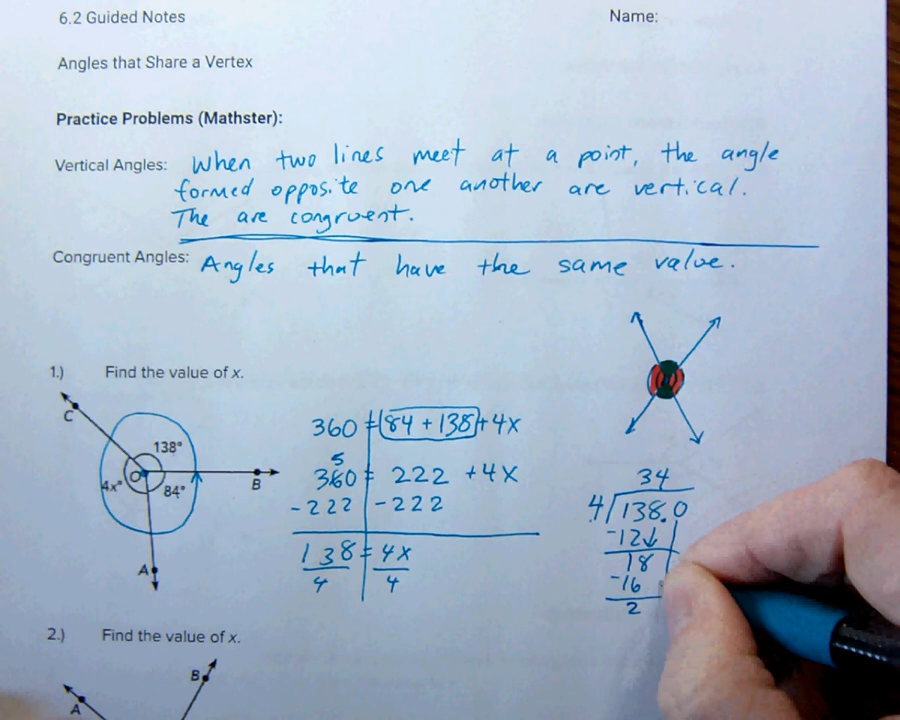 6.2 Guided Notes Name:
Angles that Share a Vertex
Practice Problems (Mathster):
Vertical Angles: When two lines meet at a point, the angle
formed opposite one another are vertical.
The are congruent.
Congruent Angles: Angles that have the same value.
1.) Find the value of x.
C
138°
O
4x°
84°
B
A
360 = 84 + 138 + 4x
5
360 = 222 + 4x
-222 -222
138 = 4x
4 4
34
4 138.0
-12
18
-16
2
2.) Find the value of x.
B
A